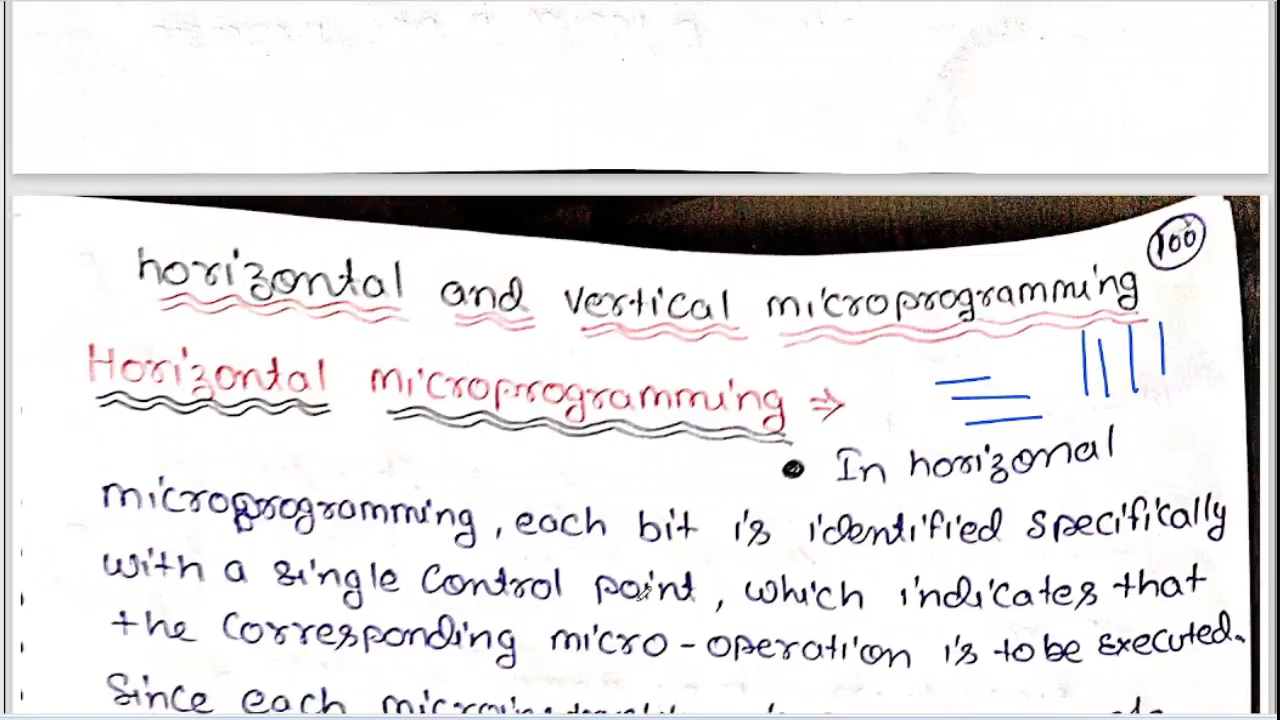 100
horizontal and vertical microprogramming
Horizontal microprogramming ⇒
• In horizonal
microprogramming, each bit is identified specifically
with a single control point, which indicates that
the corresponding micro-operation is to be executed.
Since each